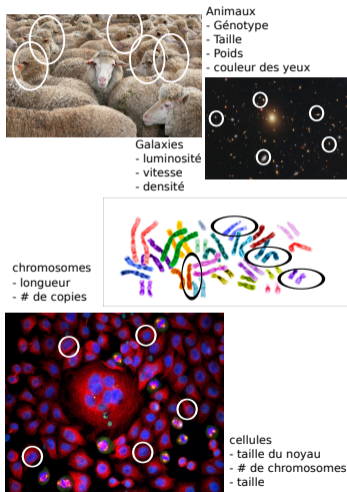 Animaux
- Génotype
- Taille
- Poids
- couleur des yeux
Galaxies
- luminosité
- vitesse
- densité
chromosomes
- longueur
- # de copies
cellules
- taille du noyau
- # de chromosomes
- taille